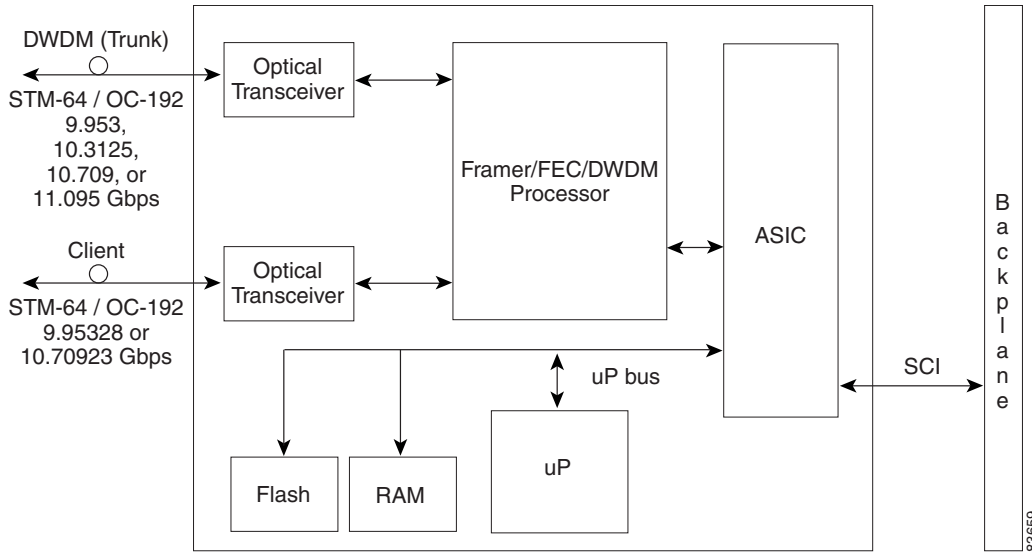 DWDM (Trunk)
STM-64 / OC-192
9.953,
10.3125,
10.709, or
11.095 Gbps
Optical
Transceiver
Framer/FEC/DWDM
Processor
ASIC
Client
STM-64 / OC-192
9.95328 or
10.70923 Gbps
Optical
Transceiver
uP bus
SCI
Backplane
Flash
RAM
uP
83659